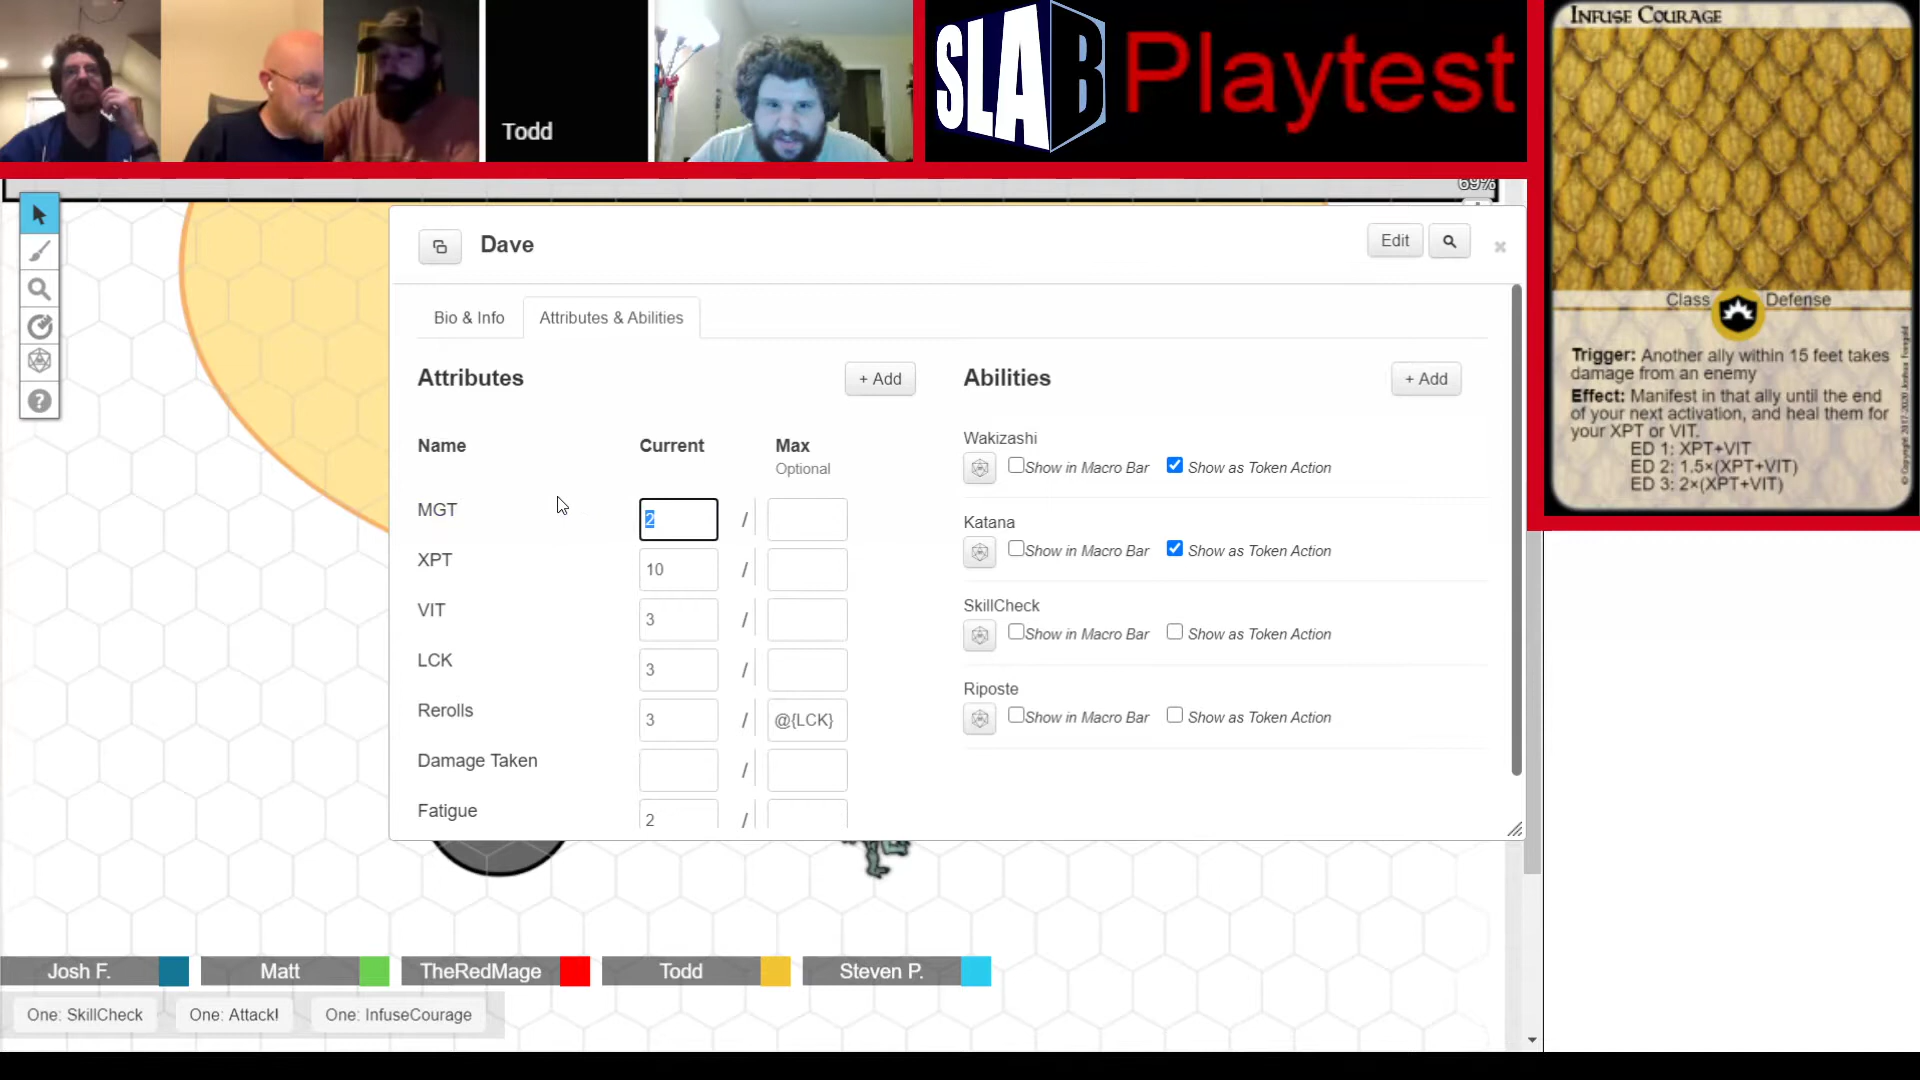 Todd
SLAB Playtest
INFUSE COURAGE
Class Defense
Trigger: Another ally within 15 feet takes
damage from an enemy
Effect: Manifest in that ally until the end
of your next activation, and heal them for
your XPT or VIT.
ED 1: XPT+VIT
ED 2: 1.5×(XPT+VIT)
ED 3: 2×(XPT+VIT)
69%
Dave
Edit
Bio & Info
Attributes & Abilities
Attributes
+ Add
Name Current Max
Optional
MGT 2 /
XPT 10 /
VIT 3 /
LCK 3 /
Rerolls 3 / @{LCK}
Damage Taken /
Fatigue 2 /
Abilities
+ Add
Wakizashi
Show in Macro Bar Show as Token Action
Katana
Show in Macro Bar Show as Token Action
SkillCheck
Show in Macro Bar Show as Token Action
Riposte
Show in Macro Bar Show as Token Action
Josh F. Matt TheRedMage Todd Steven P.
One: SkillCheck One: Attack! One: InfuseCourage